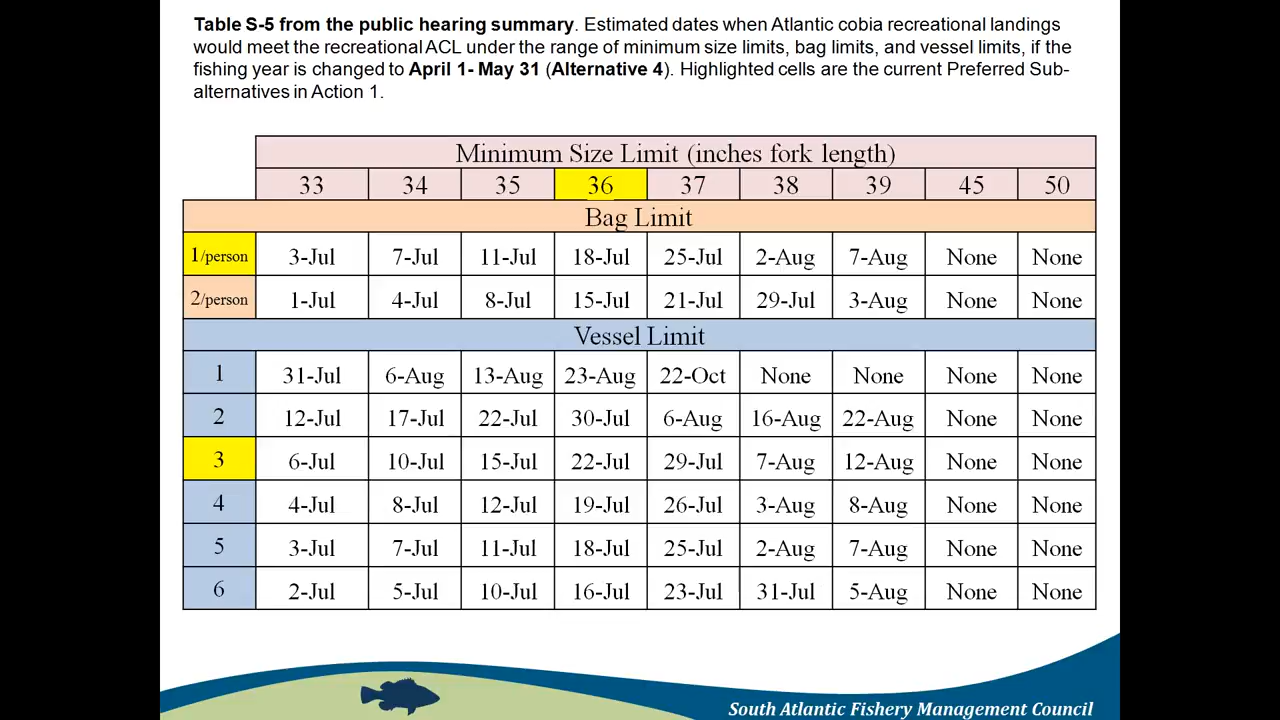 Table S-5 from the public hearing summary. Estimated dates when Atlantic cobia recreational landings
would meet the recreational ACL under the range of minimum size limits, bag limits, and vessel limits, if the
fishing year is changed to April 1- May 31 (Alternative 4). Highlighted cells are the current Preferred Sub-
alternatives in Action 1.
Minimum Size Limit (inches fork length)
33 34 35 36 37 38 39 45 50
Bag Limit
1/person 3-Jul 7-Jul 11-Jul 18-Jul 25-Jul 2-Aug 7-Aug None None
2/person 1-Jul 4-Jul 8-Jul 15-Jul 21-Jul 29-Jul 3-Aug None None
Vessel Limit
1 31-Jul 6-Aug 13-Aug 23-Aug 22-Oct None None None None
2 12-Jul 17-Jul 22-Jul 30-Jul 6-Aug 16-Aug 22-Aug None None
3 6-Jul 10-Jul 15-Jul 22-Jul 29-Jul 7-Aug 12-Aug None None
4 4-Jul 8-Jul 12-Jul 19-Jul 26-Jul 3-Aug 8-Aug None None
5 3-Jul 7-Jul 11-Jul 18-Jul 25-Jul 2-Aug 7-Aug None None
6 2-Jul 5-Jul 10-Jul 16-Jul 23-Jul 31-Jul 5-Aug None None
South Atlantic Fishery Management Council